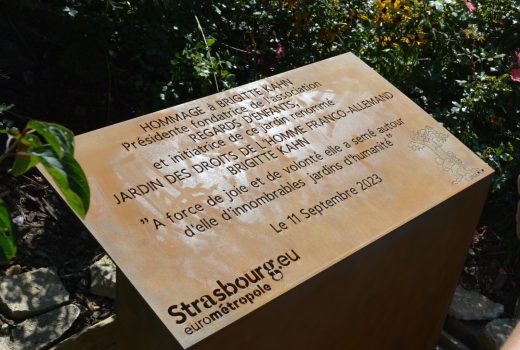 HOMMAGE à BRIGITTE KAHN
Présidente fondatrice de l'association
REGARDS D'ENFANTS
et initiatrice de ce jardin renommé
JARDIN DES DROITS DE L'HOMME FRANCO-ALLEMAND
BRIGITTE KAHN
"A force de joie et de volonté elle a semé autour
d'elle d'innombrables jardins d'humanité"
Le 11 Septembre 2023
Strasbourg.eu
eurométropole